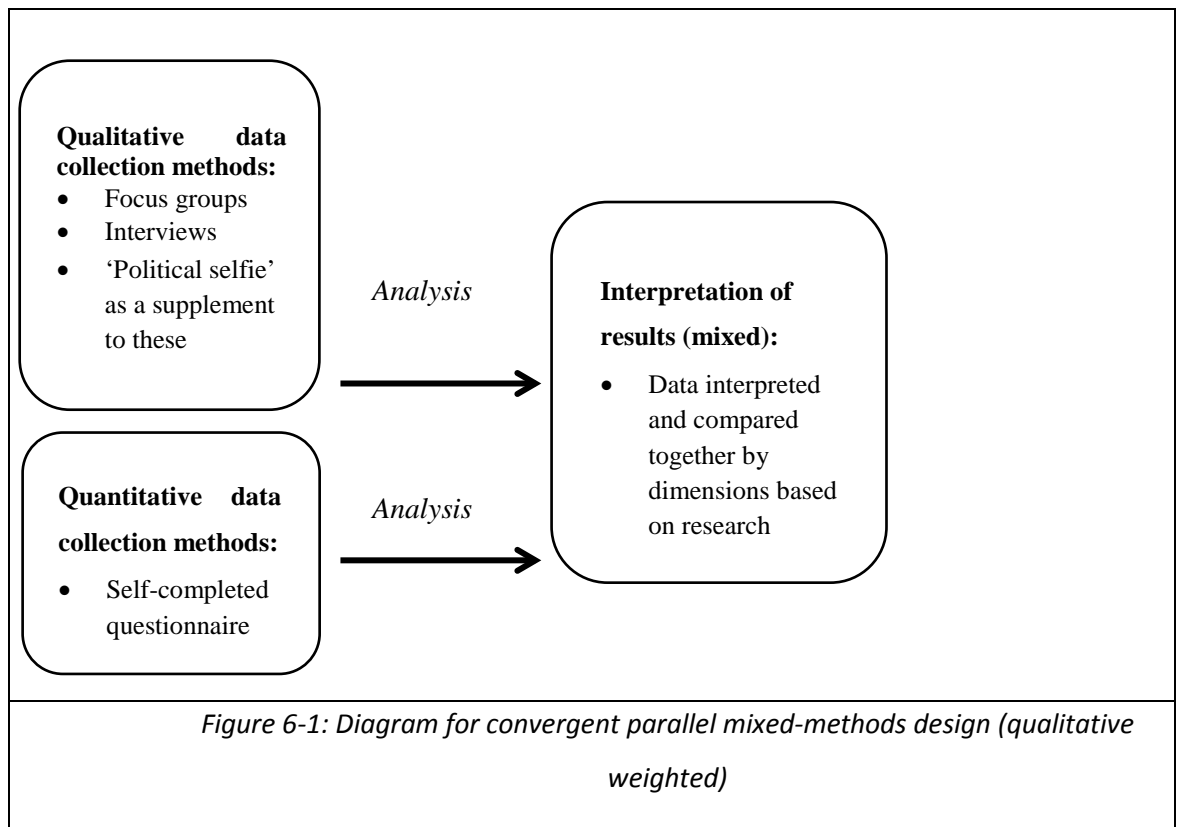 Qualitative data
collection methods:
• Focus groups
• Interviews
• ‘Political selfie’
as a supplement
to these
Analysis
Quantitative data
collection methods:
• Self-completed
questionnaire
Analysis
Interpretation of
results (mixed):
• Data interpreted
and compared
together by
dimensions based
on research
Figure 6-1: Diagram for convergent parallel mixed-methods design (qualitative
weighted)